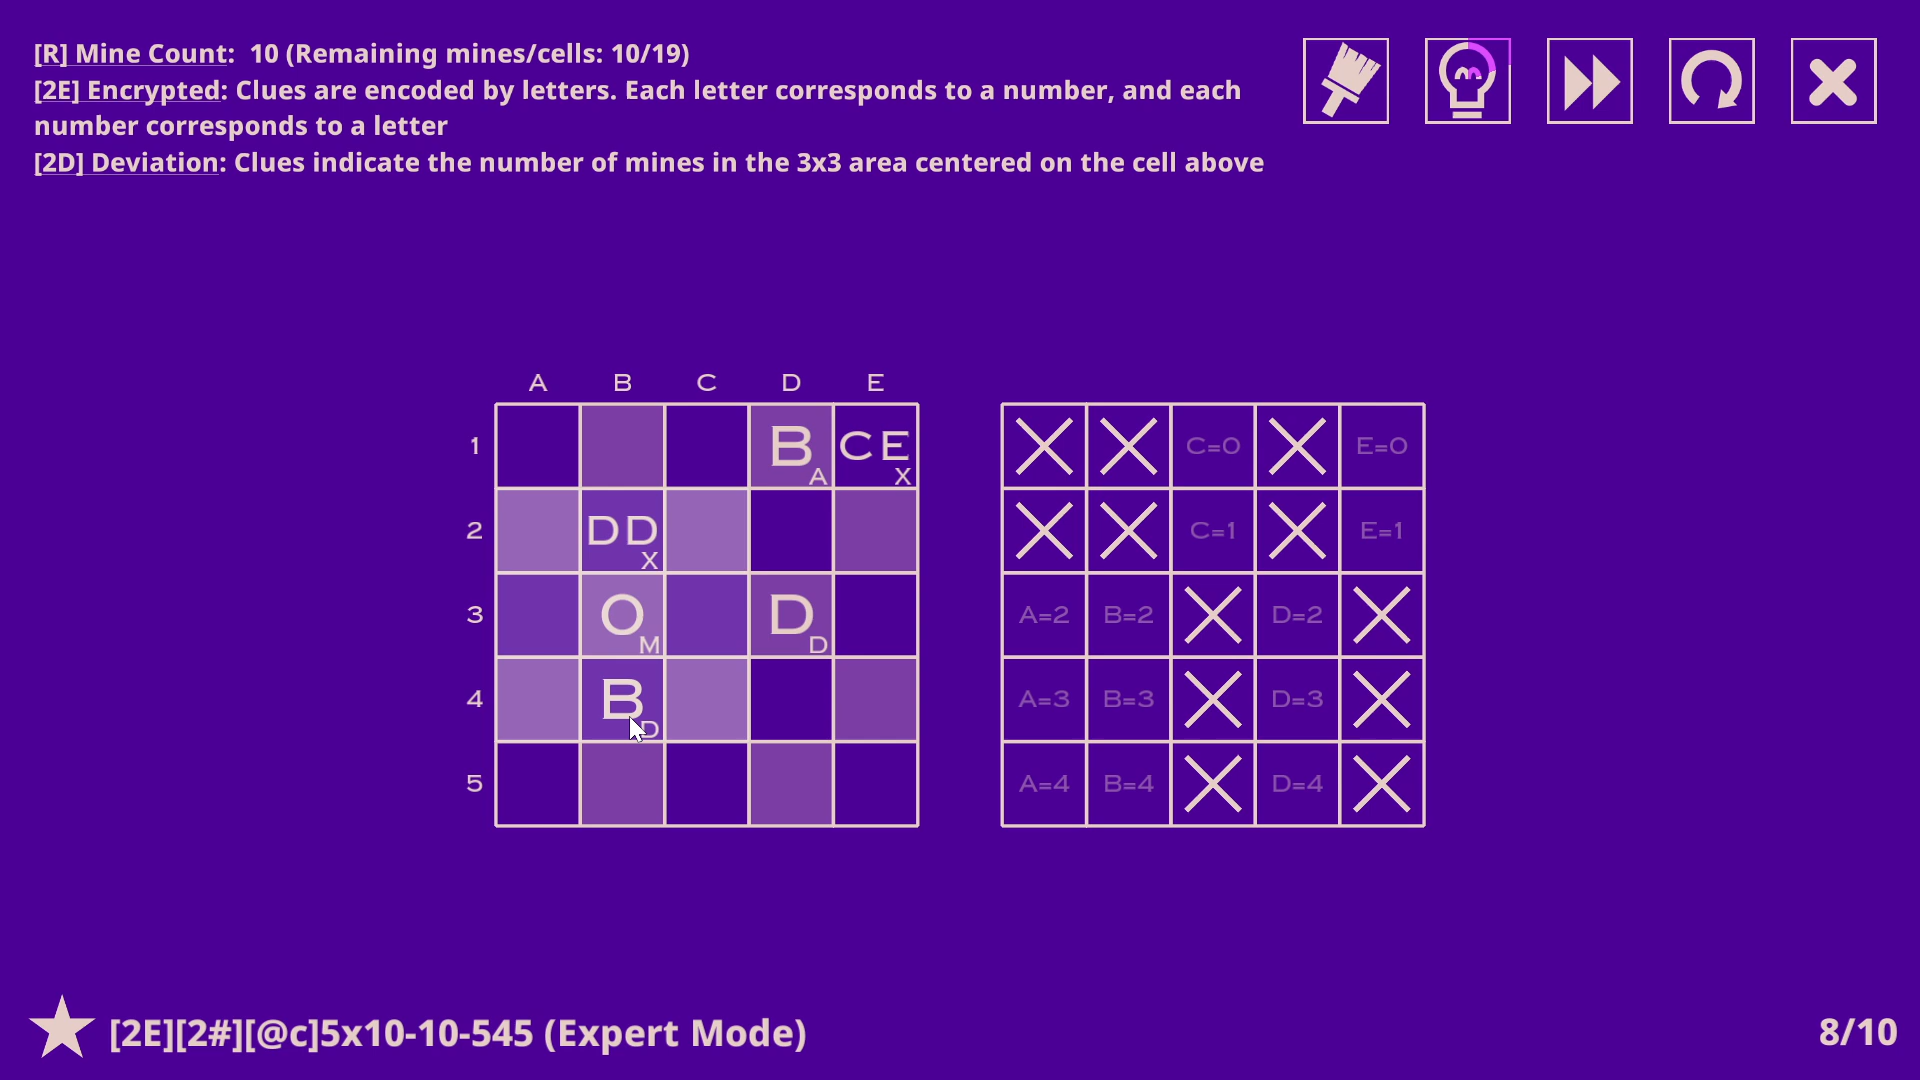 [R] Mine Count: 10 (Remaining mines/cells: 10/19)
[2E] Encrypted: Clues are encoded by letters. Each letter corresponds to a number, and each
number corresponds to a letter
[2D] Deviation: Clues indicate the number of mines in the 3x3 area centered on the cell above
A B C D E
1 B A C E X C=0 E=0
2 D D X C=1 E=1
3 O M D D A=2 B=2 D=2
4 B D A=3 B=3 D=3
5 A=4 B=4 D=4
[2E][2#][@c]5x10-10-545 (Expert Mode)
8/10